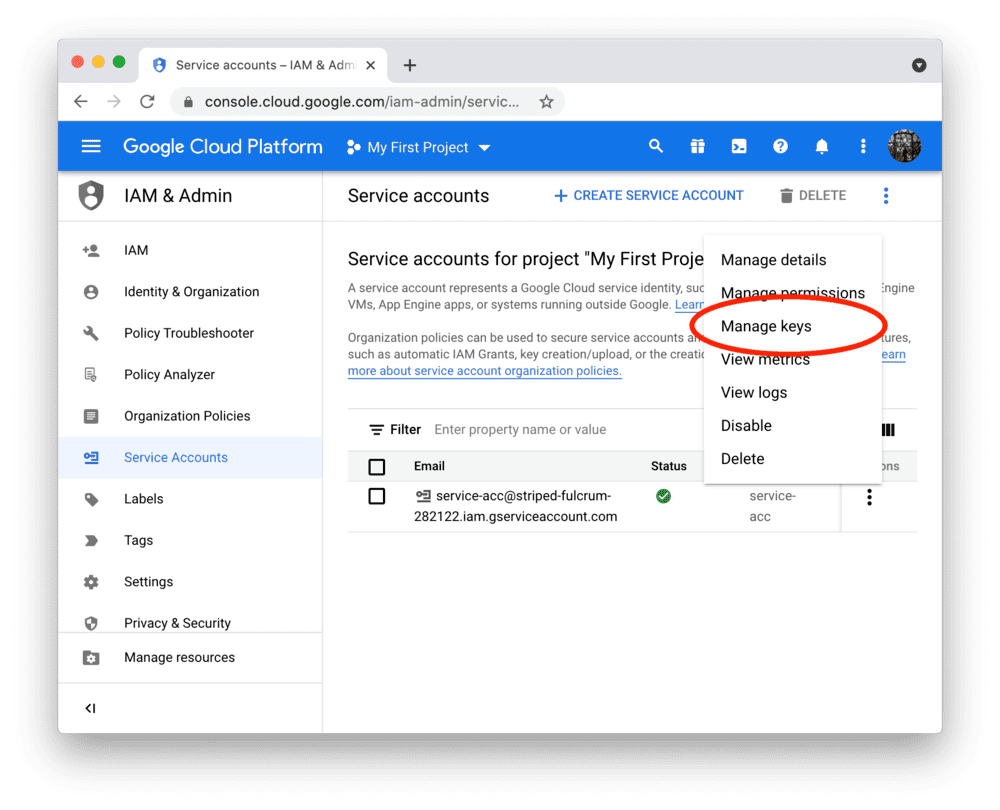 Service accounts – IAM & Admi
console.cloud.google.com/iam-admin/servic...
Google Cloud Platform
My First Project
IAM & Admin
Service accounts
CREATE SERVICE ACCOUNT
DELETE
IAM
Identity & Organization
Policy Troubleshooter
Policy Analyzer
Organization Policies
Service Accounts
Labels
Tags
Settings
Privacy & Security
Manage resources
Service accounts for project "My First Proje
A service account represents a Google Cloud service identity, suc Engine
VMs, App Engine apps, or systems running outside Google. Learn
Organization policies can be used to secure service accounts an tures,
such as automatic IAM Grants, key creation/upload, or the creatio earn
more about service account organization policies.
Manage details
Manage permissions
Manage keys
View metrics
View logs
Disable
Delete
Filter Enter property name or value
Email Status ons
service-acc@striped-fulcrum- service-
282122.iam.gserviceaccount.com acc